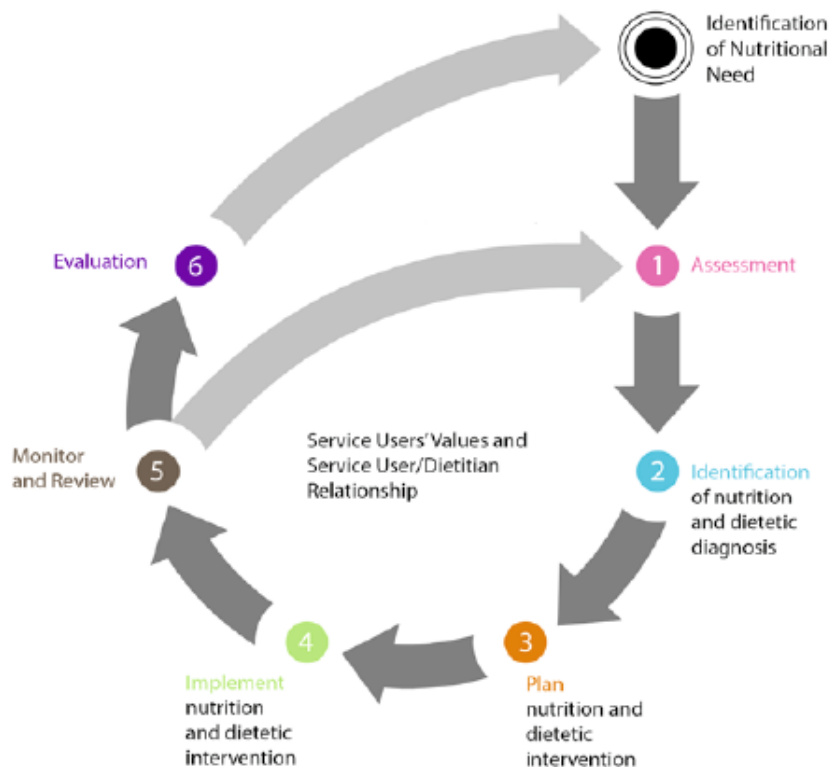 Identification
of Nutritional
Need
1
Assessment
2
Identification
of nutrition
and dietetic
diagnosis
3
Plan
nutrition and
dietetic
intervention
4
Implement
nutrition
and dietetic
intervention
5
Monitor
and Review
6
Evaluation
Service Users' Values and
Service User/Dietitian
Relationship